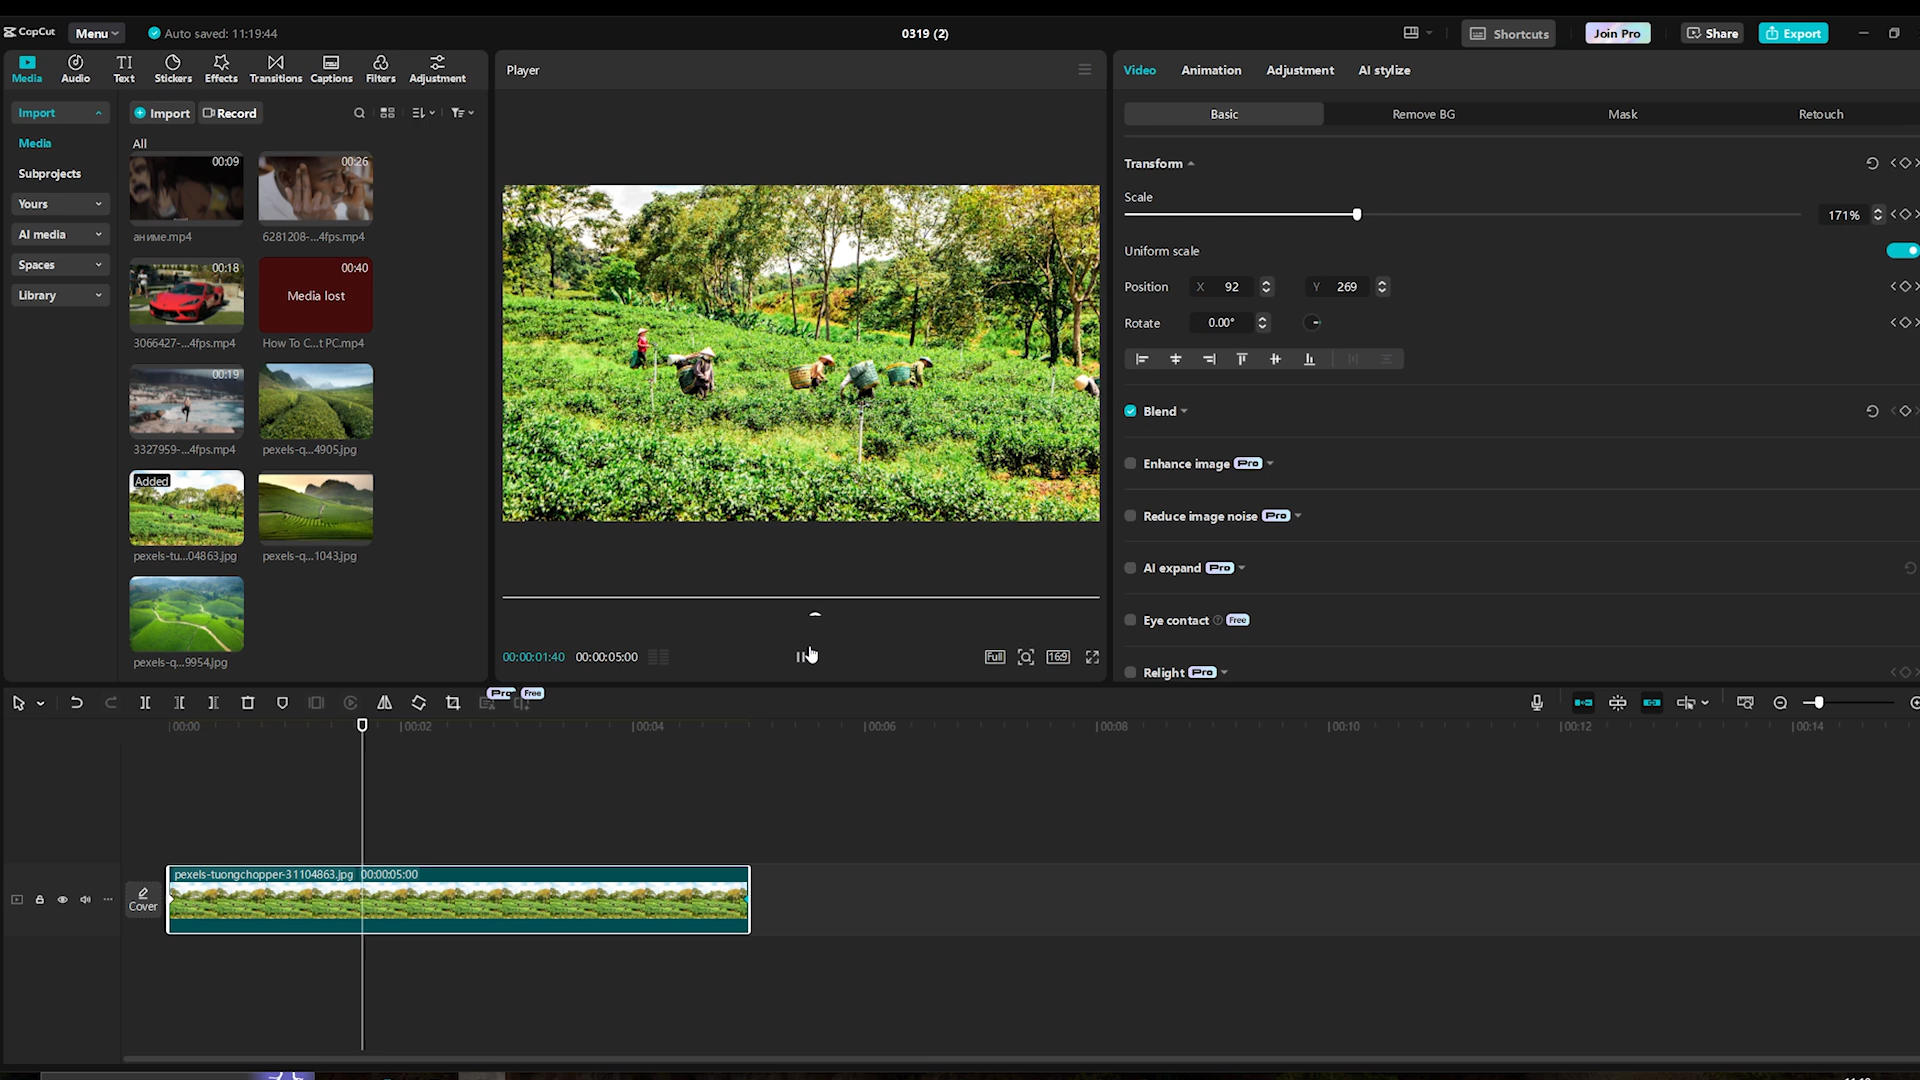 CapCut
Menu
Auto saved: 11:19:44
0319 (2)
Shortcuts
Join Pro
Share
Export
Media
Audio
Text
Stickers
Effects
Transitions
Captions
Filters
Adjustment
Player
Video
Animation
Adjustment
AI stylize
Import
Media
Subprojects
Yours
AI media
Spaces
Library
Import
Record
All
00:09
00:26
аниме.mp4
6281208-...4fps.mp4
00:18
00:40
Media lost
3066427-...4fps.mp4
How To C...t PC.mp4
00:19
3327959-...4fps.mp4
pexels-q...4905.jpg
Added
pexels-tu...04863.jpg
pexels-q...1043.jpg
pexels-q...9954.jpg
00:00:01:40
00:00:05:00
Full
16:9
Basic
Remove BG
Mask
Retouch
Transform
Scale
171%
Uniform scale
Position
X 92
Y 269
Rotate
0.00°
Blend
Enhance image Pro
Reduce image noise Pro
AI expand Pro
Eye contact Free
Relight Pro
Pro
Free
00:00
00:02
00:04
00:06
00:08
00:10
00:12
00:14
pexels-tuongchopper-31104863.jpg 00:00:05:00
Cover